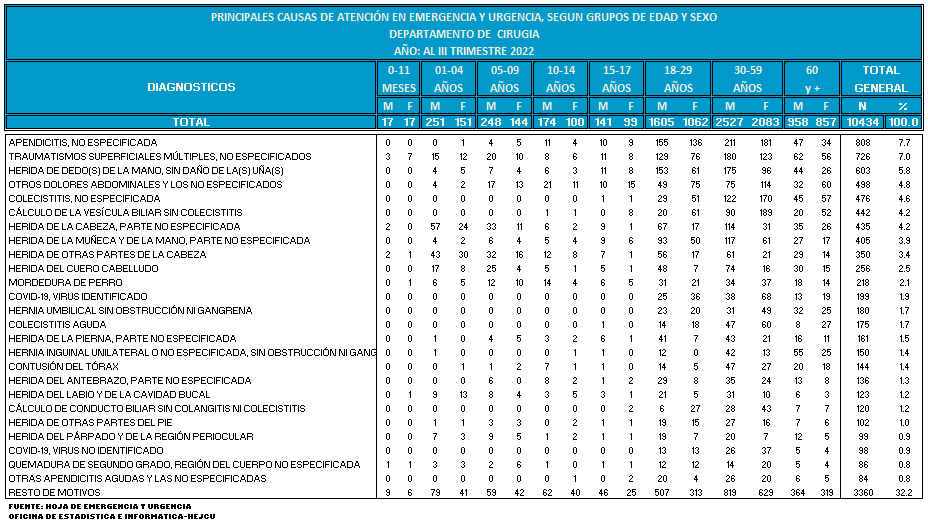 PRINCIPALES CAUSAS DE ATENCIÓN EN EMERGENCIA Y URGENCIA, SEGUN GRUPOS DE EDAD Y SEXO
DEPARTAMENTO DE CIRUGIA
AÑO: AL III TRIMESTRE 2022
DIAGNOSTICOS 0-11 MESES 01-04 AÑOS 05-09 AÑOS 10-14 AÑOS 15-17 AÑOS 18-29 AÑOS 30-59 AÑOS 60 y + TOTAL GENERAL
M F M F M F M F M F M F M F M F N %
TOTAL 17 17 251 151 248 144 174 100 141 99 1605 1062 2527 2083 958 857 10434 100.0
APENDICITIS, NO ESPECIFICADA 0 0 0 1 4 5 11 4 10 9 155 136 211 181 47 34 808 7.7
TRAUMATISMOS SUPERFICIALES MÚLTIPLES, NO ESPECIFICADOS 3 7 15 12 20 10 8 6 11 8 129 76 180 123 62 56 726 7.0
HERIDA DE DEDO(S) DE LA MANO, SIN DAÑO DE LA(S) UÑA(S) 0 0 4 5 7 4 6 3 11 8 153 61 175 96 44 26 603 5.8
OTROS DOLORES ABDOMINALES Y LOS NO ESPECIFICADOS 0 0 4 2 17 13 21 11 10 15 49 75 75 114 32 60 498 4.8
COLECISTITIS, NO ESPECIFICADA 0 0 0 0 0 0 0 0 1 1 29 51 122 170 45 57 476 4.6
CÁLCULO DE LA VESÍCULA BILIAR SIN COLECISTITIS 0 0 0 0 0 0 1 1 0 8 20 61 90 189 20 52 442 4.2
HERIDA DE LA CABEZA, PARTE NO ESPECIFICADA 2 0 57 24 33 11 6 2 9 1 67 17 114 31 35 26 435 4.2
HERIDA DE LA MUÑECA Y DE LA MANO, PARTE NO ESPECIFICADA 0 0 4 2 6 4 5 4 9 6 93 50 117 61 27 17 405 3.9
HERIDA DE OTRAS PARTES DE LA CABEZA 2 1 43 30 32 16 12 8 7 1 56 17 61 21 29 14 350 3.4
HERIDA DEL CUERO CABELLUDO 0 0 17 8 25 4 5 1 5 1 48 7 74 16 30 15 256 2.5
MORDEDURA DE PERRO 0 1 6 5 12 10 14 4 6 5 31 21 34 37 18 14 218 2.1
COVID-19, VIRUS IDENTIFICADO 0 0 0 0 0 0 0 0 0 0 25 36 38 68 13 19 199 1.9
HERNIA UMBILICAL SIN OBSTRUCCIÓN NI GANGRENA 0 0 0 0 0 0 0 0 0 0 23 20 31 49 32 25 180 1.7
COLECISTITIS AGUDA 0 0 0 0 0 0 0 0 1 0 14 18 47 60 8 27 175 1.7
HERIDA DE LA PIERNA, PARTE NO ESPECIFICADA 0 0 1 0 4 5 3 2 6 1 41 7 43 21 16 11 161 1.5
HERNIA INGUINAL UNILATERAL O NO ESPECIFICADA, SIN OBSTRUCCIÓN NI GANG 0 0 0 0 0 0 1 1 1 0 12 0 42 13 55 25 150 1.4
CONTUSIÓN DEL TÓRAX 0 0 0 1 1 2 7 1 1 0 14 5 47 27 20 18 144 1.4
HERIDA DEL ANTEBRAZO, PARTE NO ESPECIFICADA 0 0 0 0 6 0 8 2 1 2 29 8 35 24 13 8 136 1.3
HERIDA DEL LABIO Y DE LA CAVIDAD BUCAL 0 1 9 13 8 4 3 5 3 1 21 5 31 10 6 3 123 1.2
CÁLCULO DE CONDUCTO BILIAR SIN COLANGITIS NI COLECISTITIS 0 0 0 0 0 0 0 0 0 2 6 27 28 43 7 7 120 1.2
HERIDA DE OTRAS PARTES DEL PIE 0 0 1 1 3 3 0 2 0 0 19 15 27 16 7 6 102 1.0
HERIDA DEL PÁRPADO Y DE LA REGIÓN PERIOCULAR 0 0 7 3 9 5 1 2 1 1 19 7 20 7 12 5 99 0.9
COVID-19, VIRUS NO IDENTIFICADO 0 0 0 0 0 0 0 0 0 0 13 13 26 37 5 4 98 0.9
QUEMADURA DE SEGUNDO GRADO, REGIÓN DEL CUERPO NO ESPECIFICADA 1 1 3 3 2 6 1 0 1 1 12 12 14 20 5 4 86 0.8
OTRAS APENDICITIS AGUDAS Y LAS NO ESPECIFICADAS 0 0 0 0 0 0 0 1 0 2 20 4 26 20 6 5 84 0.8
RESTO DE MOTIVOS 9 6 79 41 59 42 62 40 46 25 507 313 819 629 364 319 3360 32.2
FUENTE: HOJA DE EMERGENCIA Y URGENCIA
OFICINA DE ESTADISTICA E INFORMATICA-HEJCU